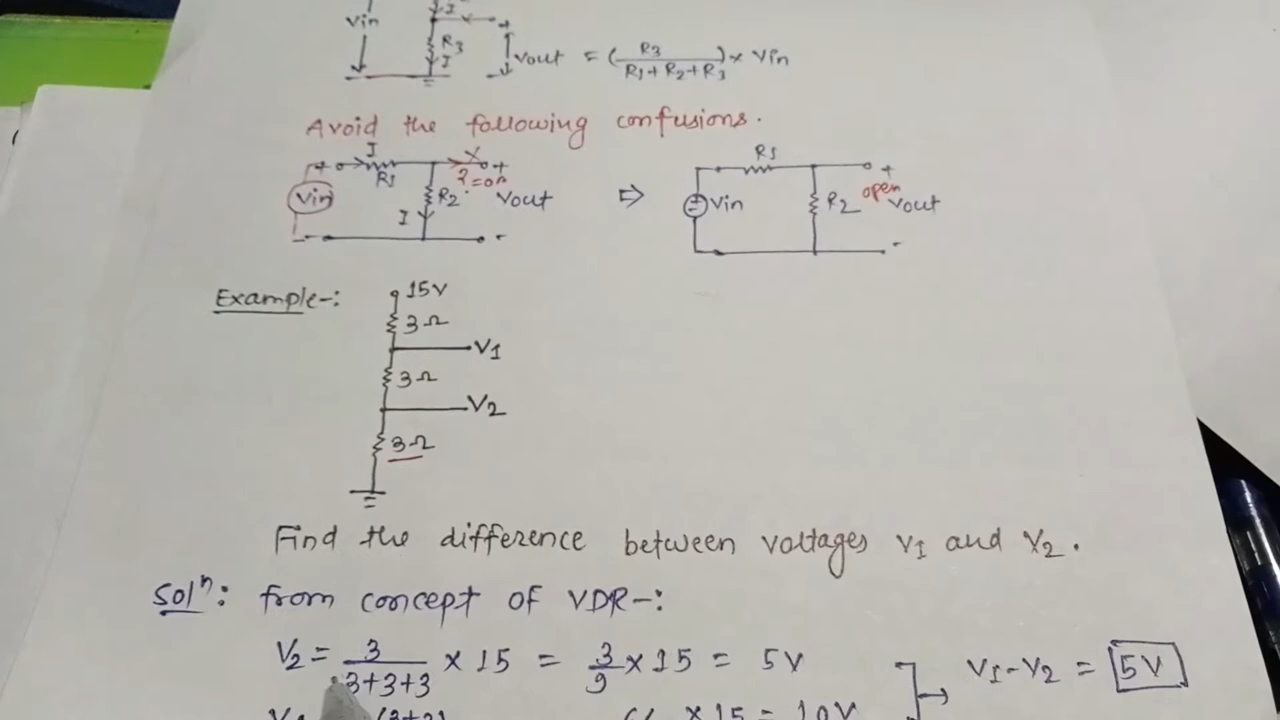 Vin
I
+
R3
I
Vout = (R3/R1+R2+R3) × Vin
Avoid the following confusions.
+ I R1 X ?=on +
Vin R2 Vout
I
- -
⇒
R1
+ - Vin R2 open Vout + -
Example-:
15V
3Ω
V1
3Ω
V2
3Ω
Find the difference between voltages V1 and V2.
Solⁿ: from concept of VDR-:
V2 = 3/3+3+3 × 15 = 3/9 × 15 = 5V
V1-V2 = 5V
× 15 = 10V